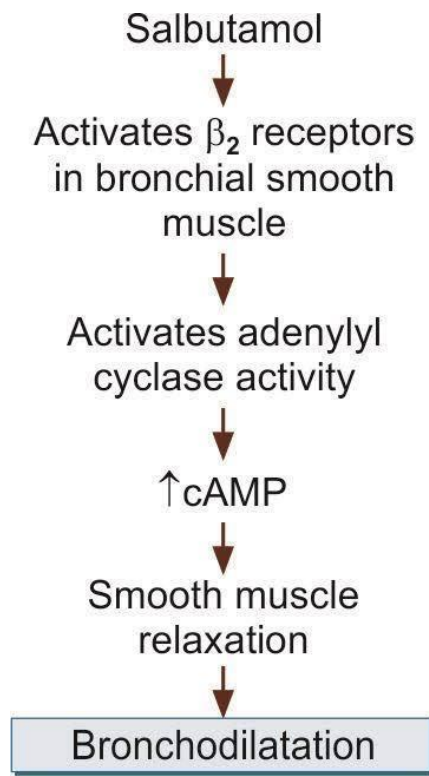 Salbutamol
Activates β₂ receptors
in bronchial smooth
muscle
Activates adenylyl
cyclase activity
↑cAMP
Smooth muscle
relaxation
Bronchodilatation